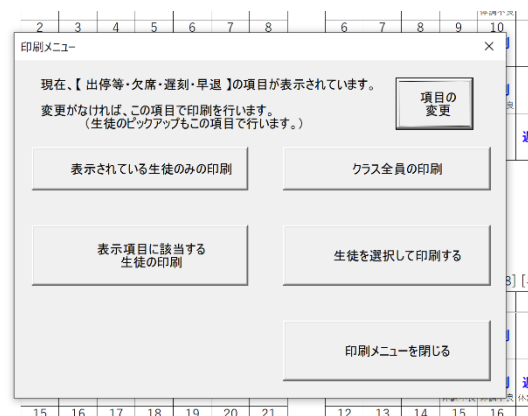 体調不良
2 3 4 5 6 7 8 6 7 8 9 10
印刷メニュー
現在、【 出停等・欠席・遅刻・早退 】の項目が表示されています。
変更がなければ、この項目で印刷を行います。
（生徒のピックアップもこの項目で行います。）
項目の
変更
表示されている生徒のみの印刷
クラス全員の印刷
表示項目に該当する
生徒の印刷
生徒を選択して印刷する
8] [
印刷メニューを閉じる
15 16 17 18 19 20 21 12 13 14 15 16